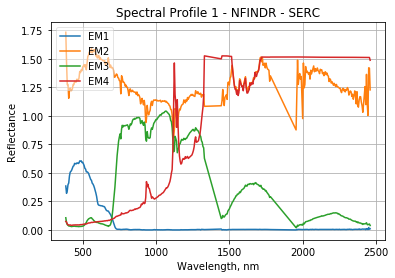 Spectral Profile 1 - NFINDR - SERC
EM1
EM2
EM3
EM4
1.75
1.50
1.25
1.00
0.75
0.50
0.25
0.00
Reflectance
500 1000 1500 2000 2500
Wavelength, nm